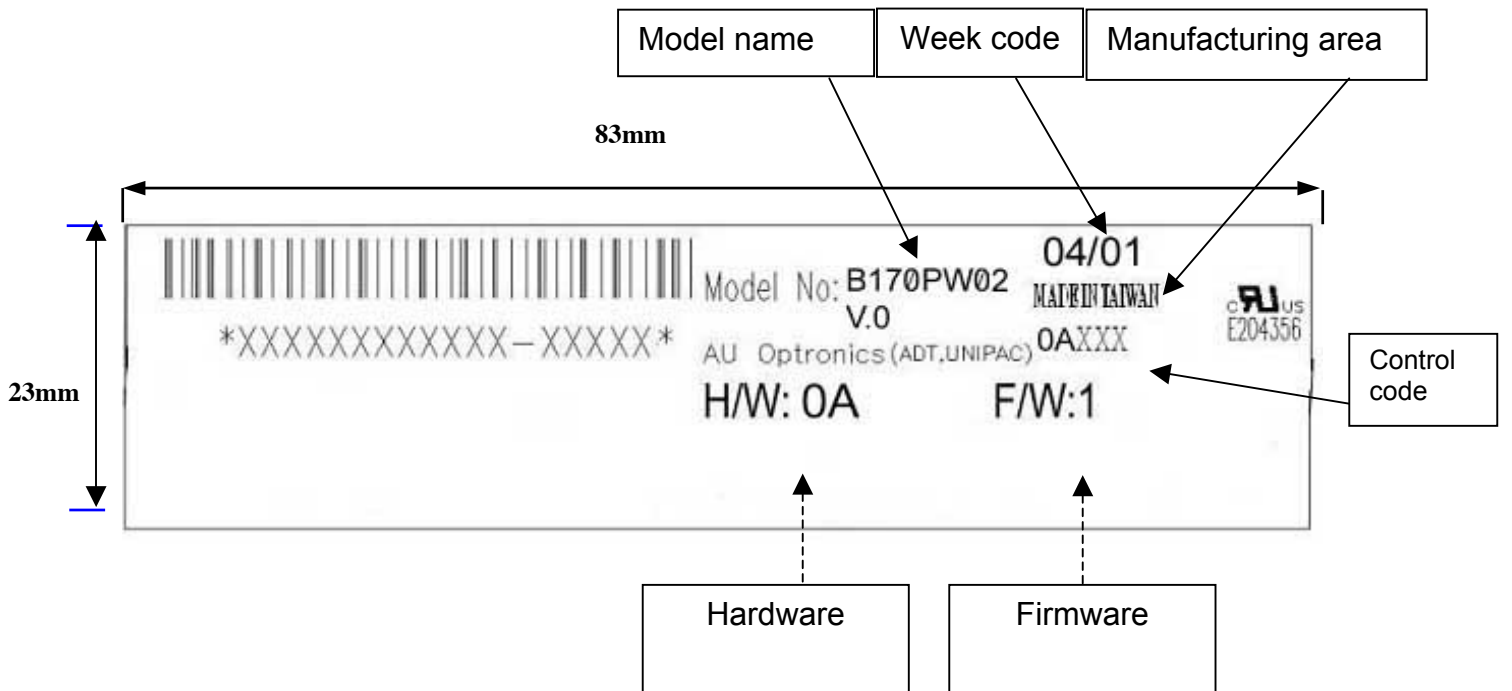 Model name
Week code
Manufacturing area
83mm
04/01
Model No: B170PW02
V.0
MADE IN TAIWAN
cRUus
E204356
*XXXXXXXXXXXX-XXXXX*
AU Optronics(ADT,UNIPAC)
0AXXX
Control
code
23mm
H/W: 0A
F/W:1
Hardware
Firmware